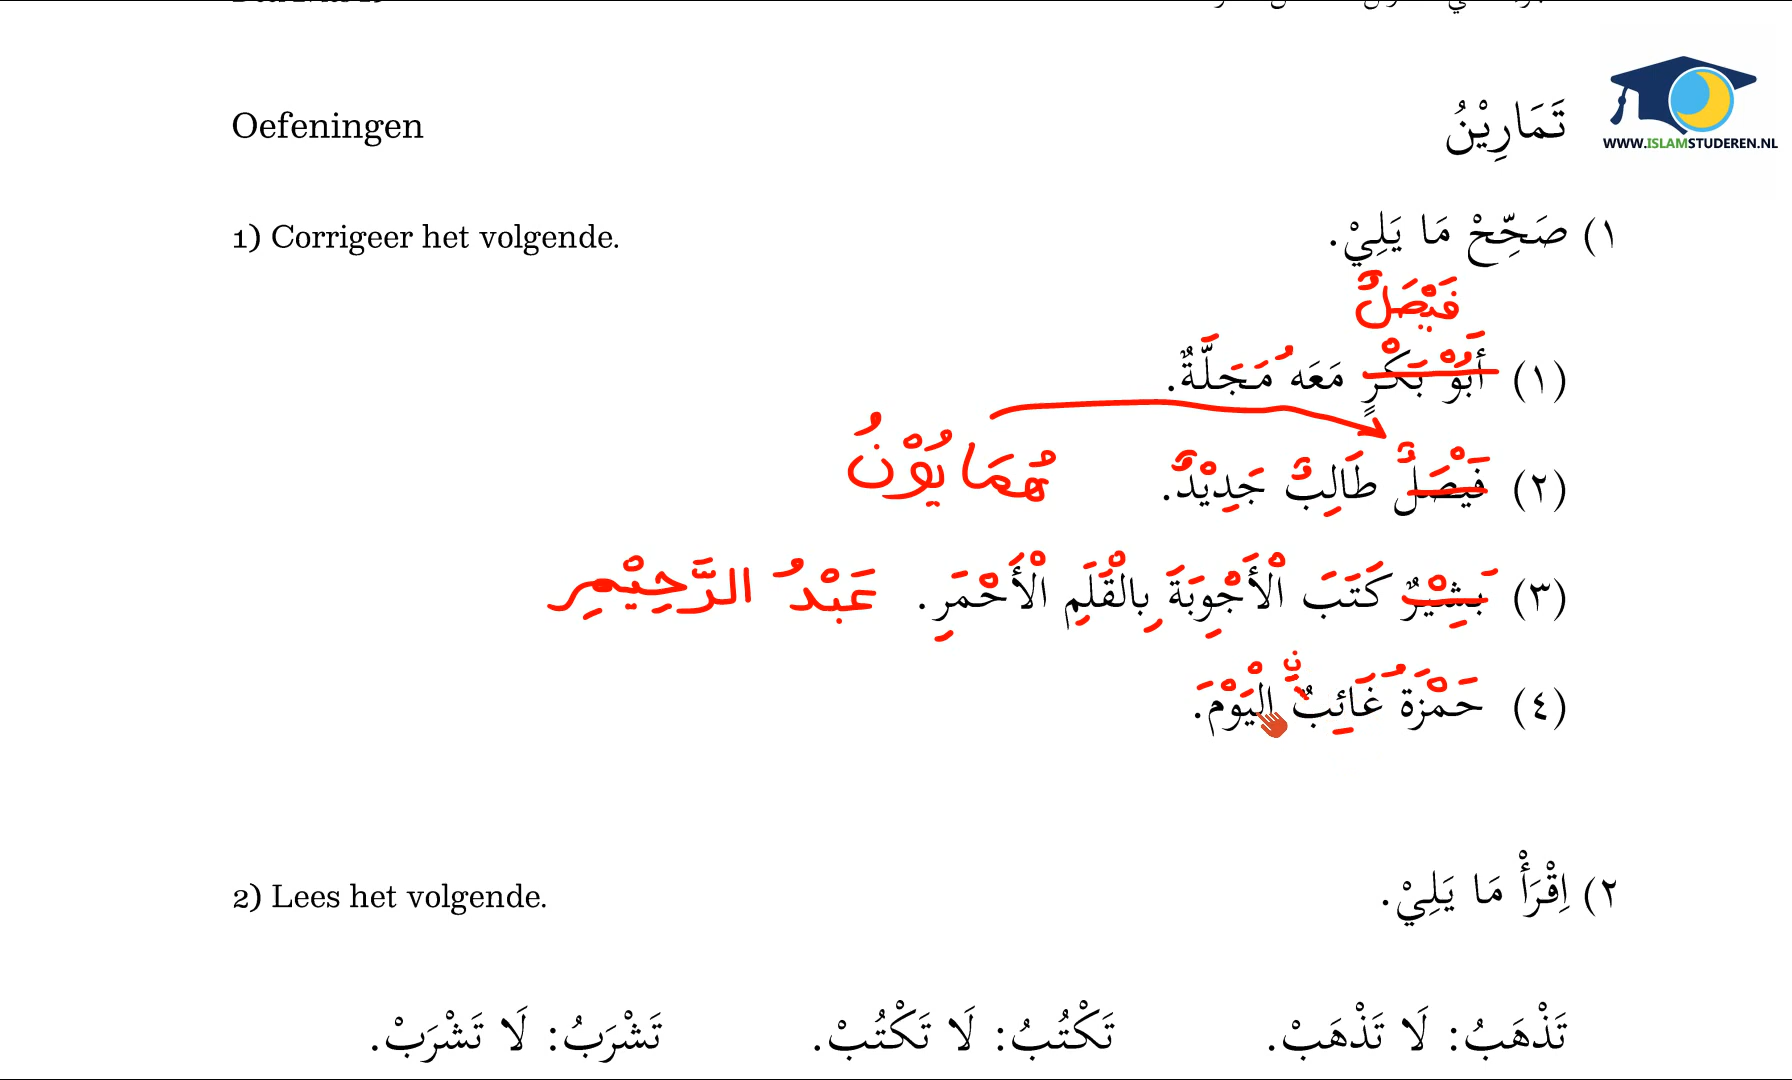 WWW.ISLAMSTUDEREN.NL
Oefeningen تَمَارِيْنُ
1) Corrigeer het volgende. ١) صَحِّحْ مَا يَلِيْ.
فَيْصَلٌ
(١) أَبُوْ بَكْرٍ مَعَهُ مَجَلَّةٌ.
(٢) فَيْصَلٌ طَالِبٌ جَدِيْدٌ. هُمَايُوْنُ
(٣) بَشِيْرٌ كَتَبَ الْأَجْوِبَةَ بِالْقَلَمِ الْأَحْمَرِ. عَبْدُ الرَّحِيْمِ
(٤) حَمْزَةُ غَائِبٌ الْيَوْمَ.
2) Lees het volgende. ٢) اِقْرَأْ مَا يَلِيْ.
تَذْهَبُ: لَا تَذْهَبْ. تَكْتُبُ: لَا تَكْتُبْ. تَشْرَبُ: لَا تَشْرَبْ.